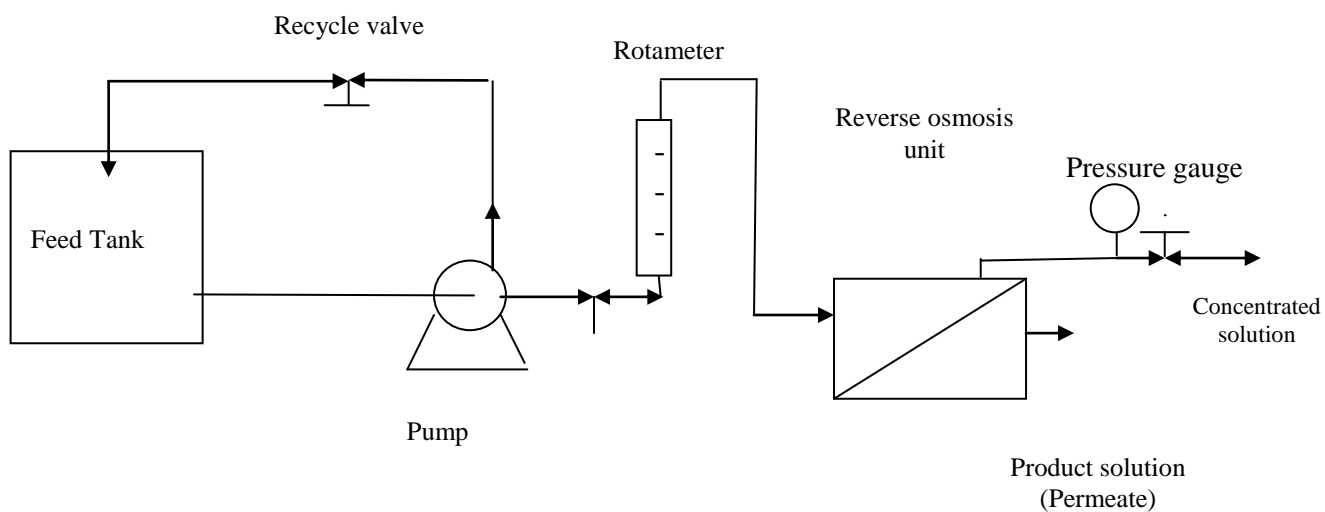 Recycle valve
Rotameter
Reverse osmosis
unit
Pressure gauge
Feed Tank
Concentrated
solution
Pump
Product solution
(Permeate)